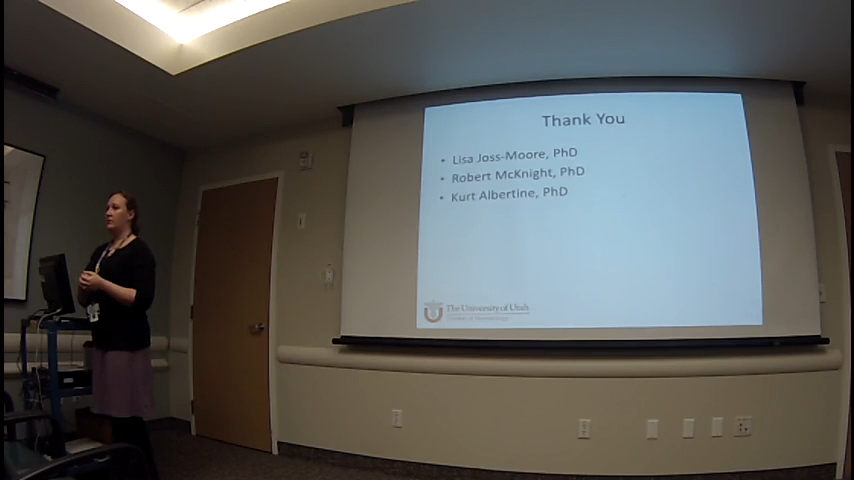 Thank You
• Lisa Joss-Moore, PhD
• Robert McKnight, PhD
• Kurt Albertine, PhD
The University of Utah